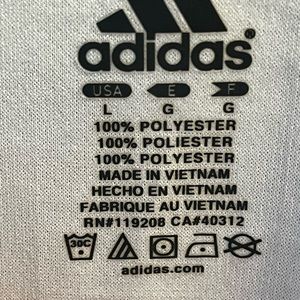 adidas®
USA E F
L G G
100% POLYESTER
100% POLIESTER
100% POLYESTER
MADE IN VIETNAM
HECHO EN VIETNAM
FABRIQUE AU VIETNAM
RN#119208 CA#40312
30C
adidas.com